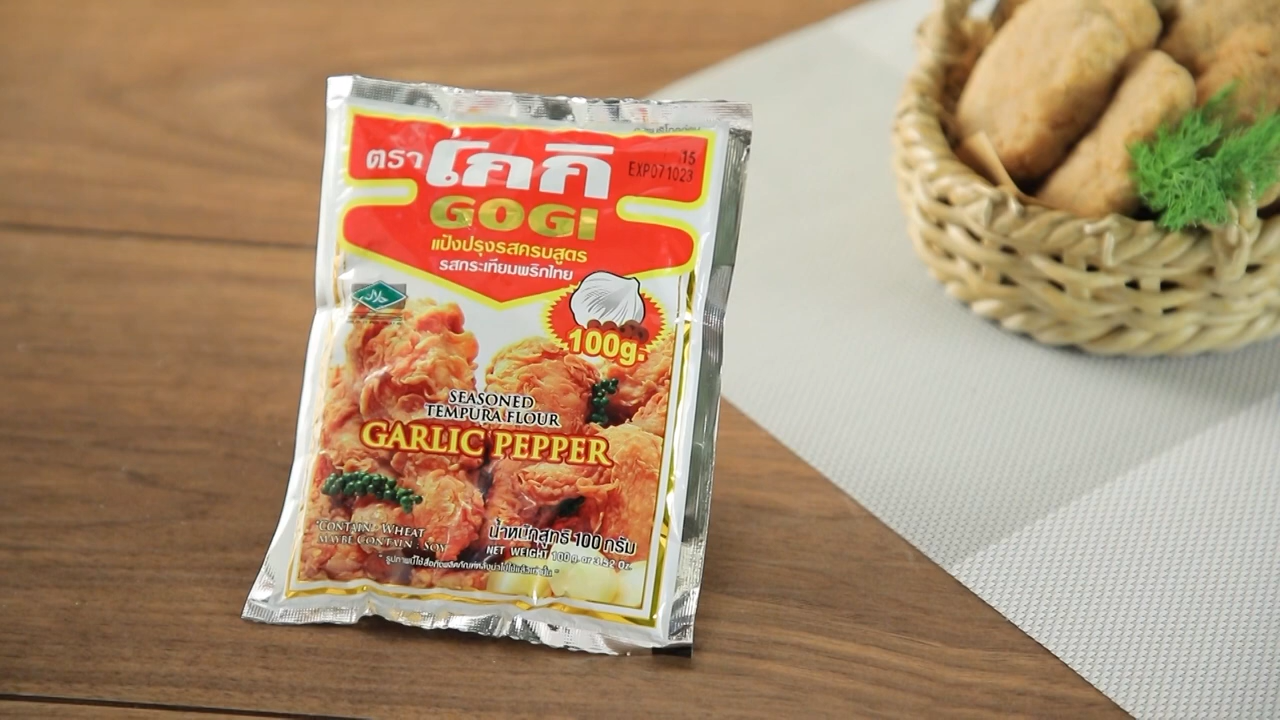 ตรา โกกิ
15
EXP071023
GOGI
แป้งปรุงรสครบสูตร
รสกระเทียมพริกไทย
100g.
SEASONED
TEMPURA FLOUR
GARLIC PEPPER
*CONTAIN - WHEAT
MAYBE CONTAIN - SOY
น้ำหนักสุทธิ 100 กรัม
NET WEIGHT 100 g. or 3.52 Oz.